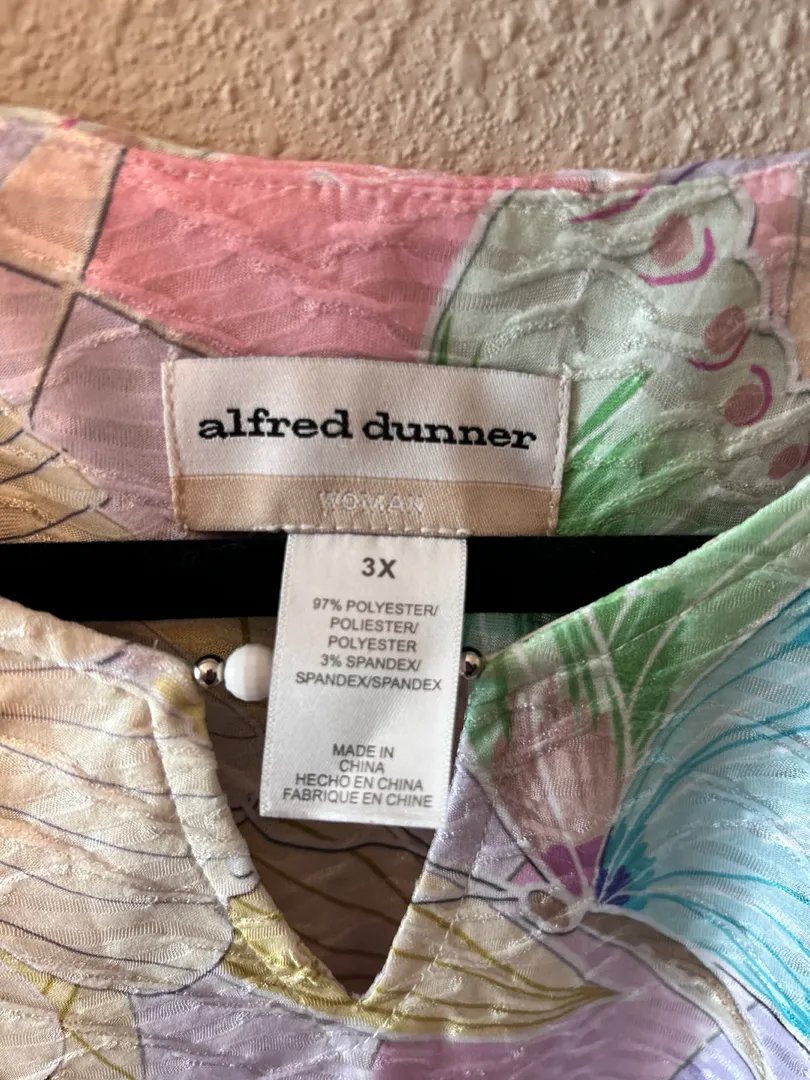 alfred dunner
WOMAN
3X
97% POLYESTER/
POLIESTER/
POLYESTER
3% SPANDEX/
SPANDEX/SPANDEX
MADE IN
CHINA
HECHO EN CHINA
FABRIQUE EN CHINE